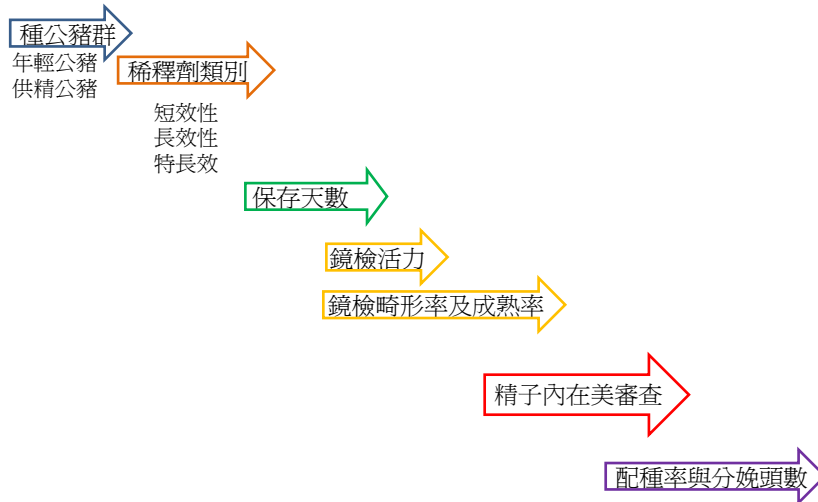 種公豬群
年輕公豬
供精公豬
稀釋劑類別
短效性
長效性
特長效
保存天數
鏡檢活力
鏡檢畸形率及成熟率
精子內在美審查
配種率與分娩頭數